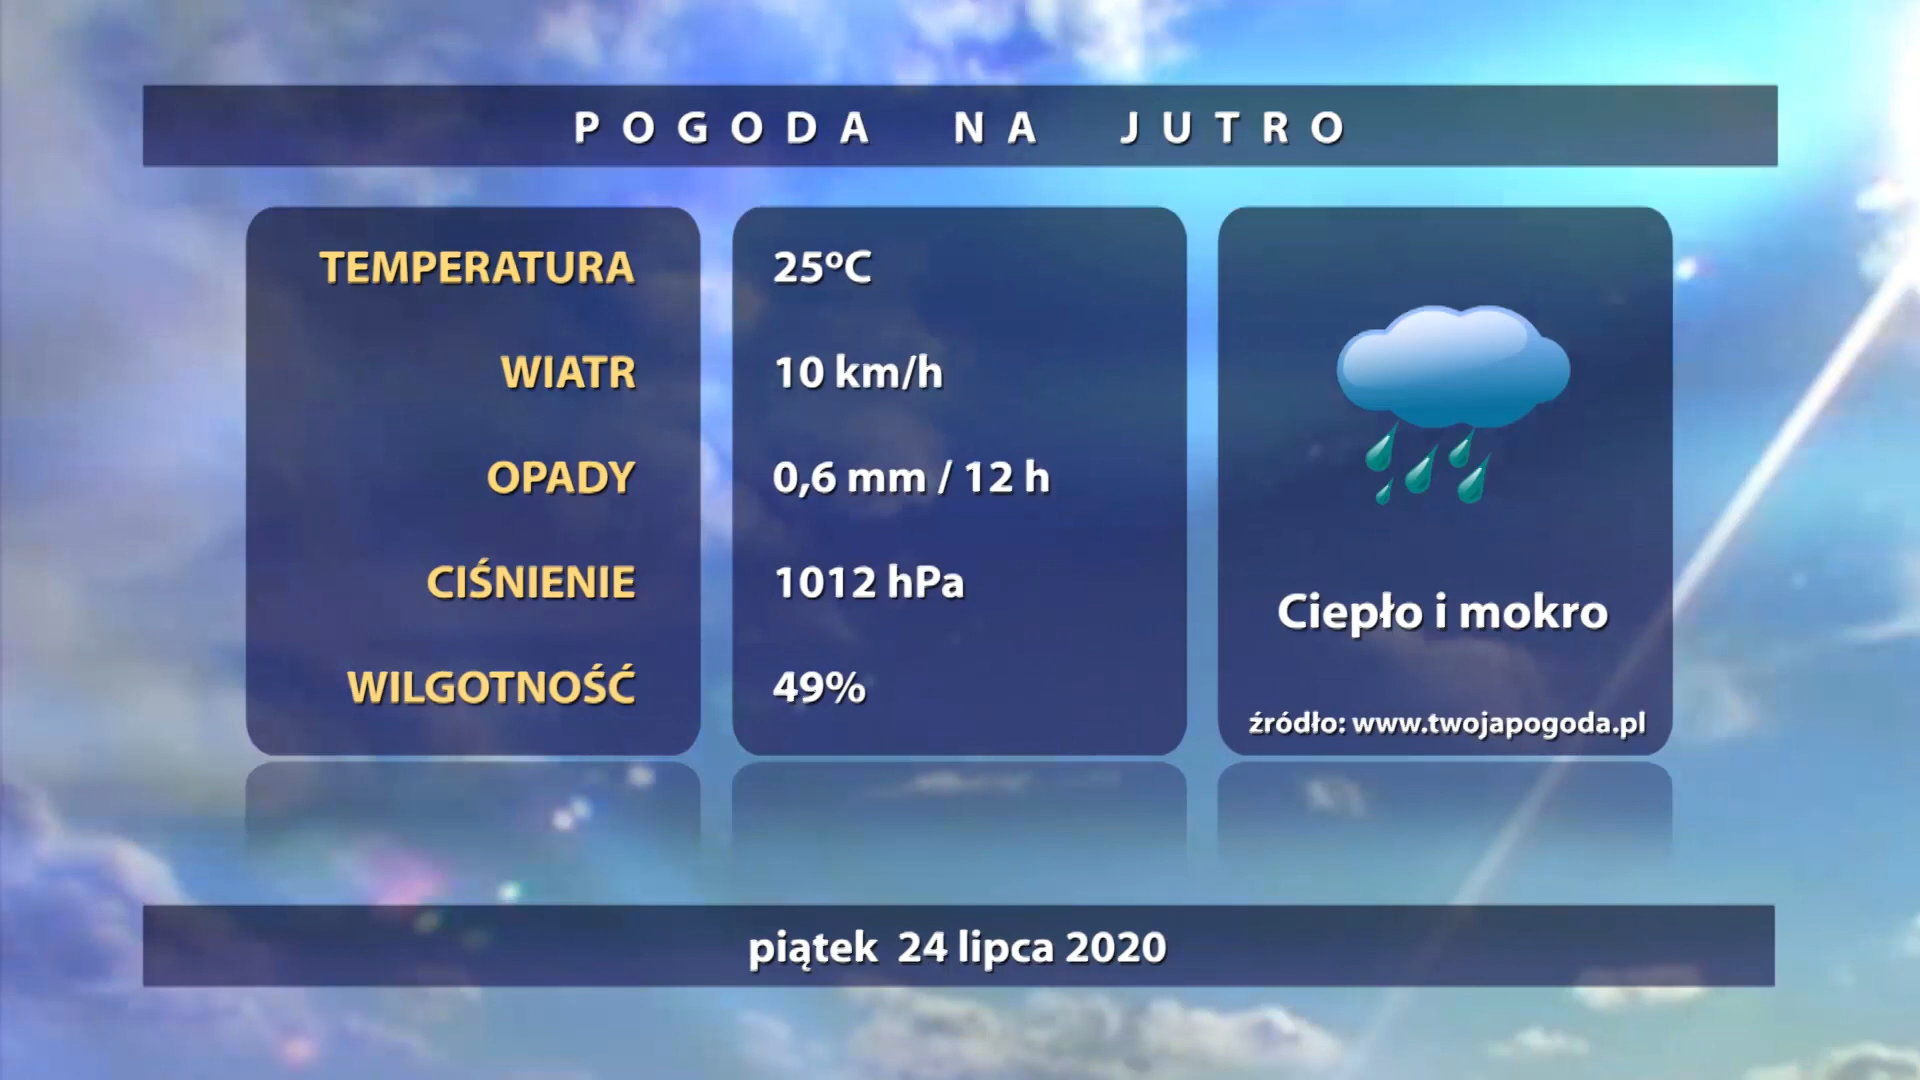 POGODA NA JUTRO
TEMPERATURA 25ºC
WIATR 10 km/h
OPADY 0,6 mm / 12 h
CIŚNIENIE 1012 hPa
WILGOTNOŚĆ 49%
Ciepło i mokro
źródło: www.twojapogoda.pl
piątek 24 lipca 2020